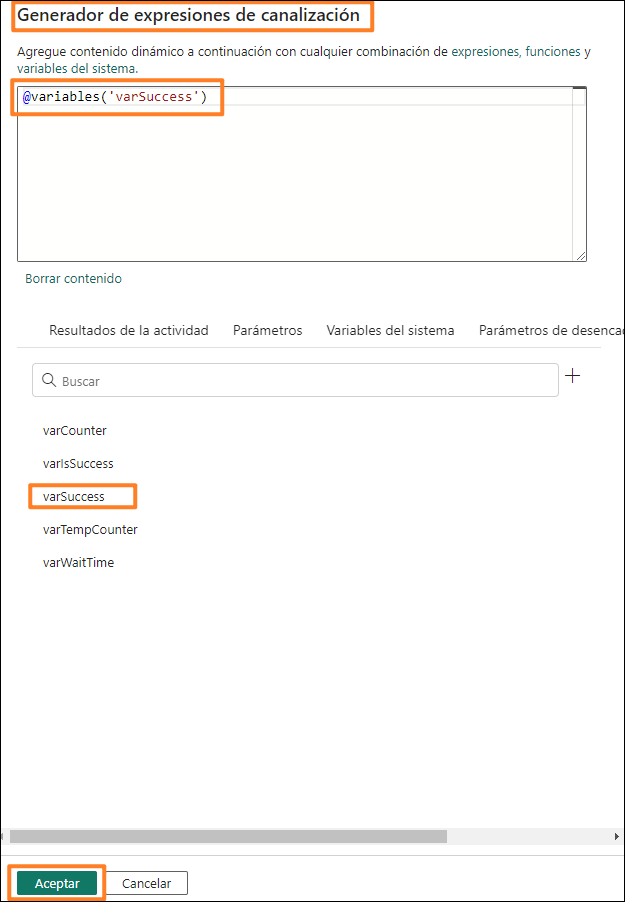 Generador de expresiones de canalización
Agregue contenido dinámico a continuación con cualquier combinación de expresiones, funciones y
variables del sistema.
@variables('varSuccess')
Borrar contenido
Resultados de la actividad Parámetros Variables del sistema Parámetros de desencad
Buscar
varCounter
varIsSuccess
varSuccess
varTempCounter
varWaitTime
Aceptar Cancelar